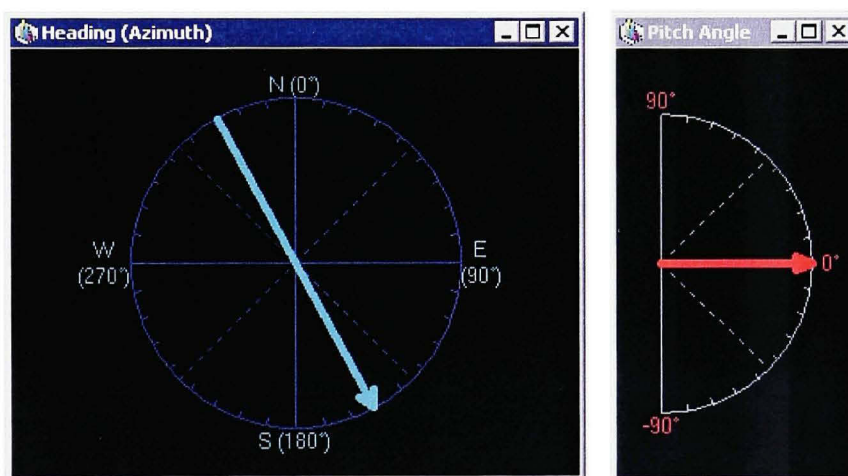 Heading (Azimuth)
N (0°)
W
(270°)
E
(90°)
S (180°)
Pitch Angle
90°
0°
-90°